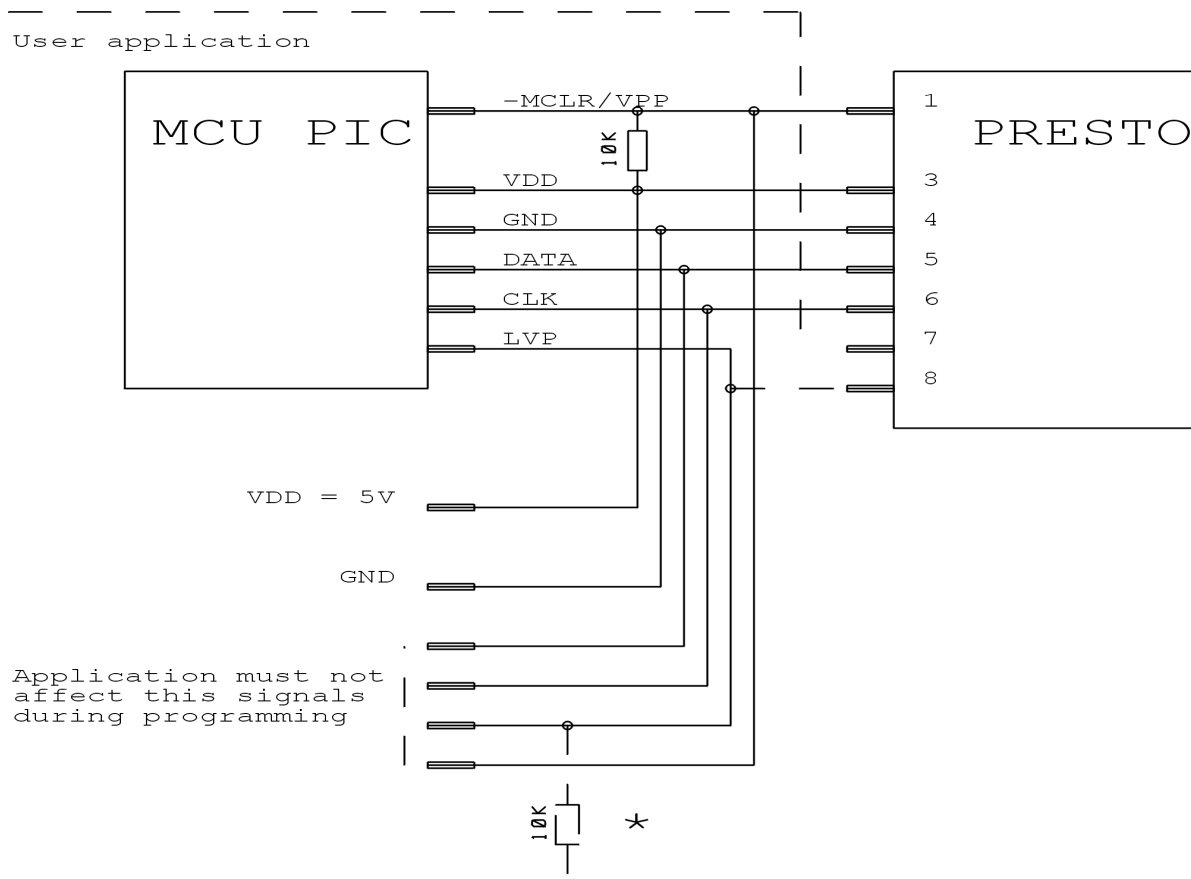 User application
MCU PIC
-MCLR/VPP
VDD
GND
DATA
CLK
LVP
10K
PRESTO
1
3
4
5
6
7
8
VDD = 5V
GND
Application must not
affect this signals
during programming
10K
*